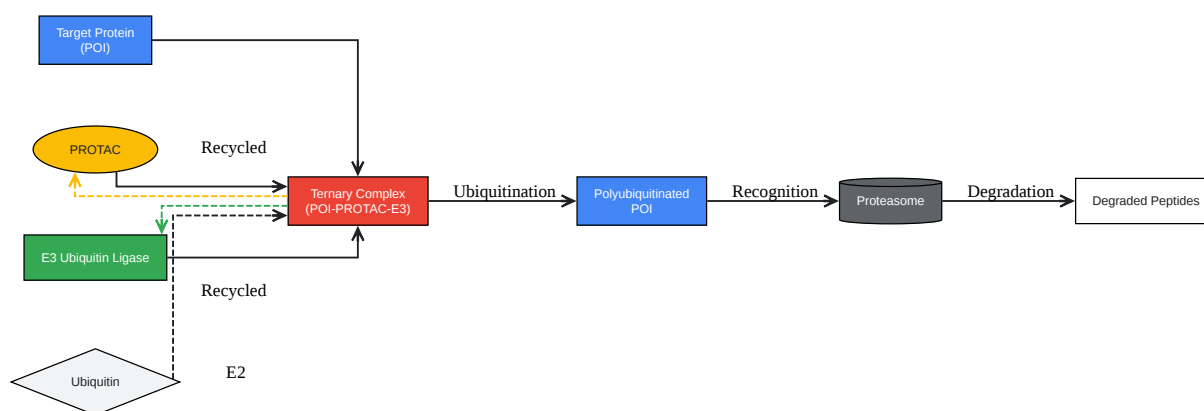 Target Protein
(POI)
PROTAC
Recycled
Ternary Complex
(POI-PROTAC-E3)
Ubiquitination
Polyubiquitinated
POI
Recognition
Proteasome
Degradation
Degraded Peptides
E3 Ubiquitin Ligase
Recycled
Ubiquitin
E2